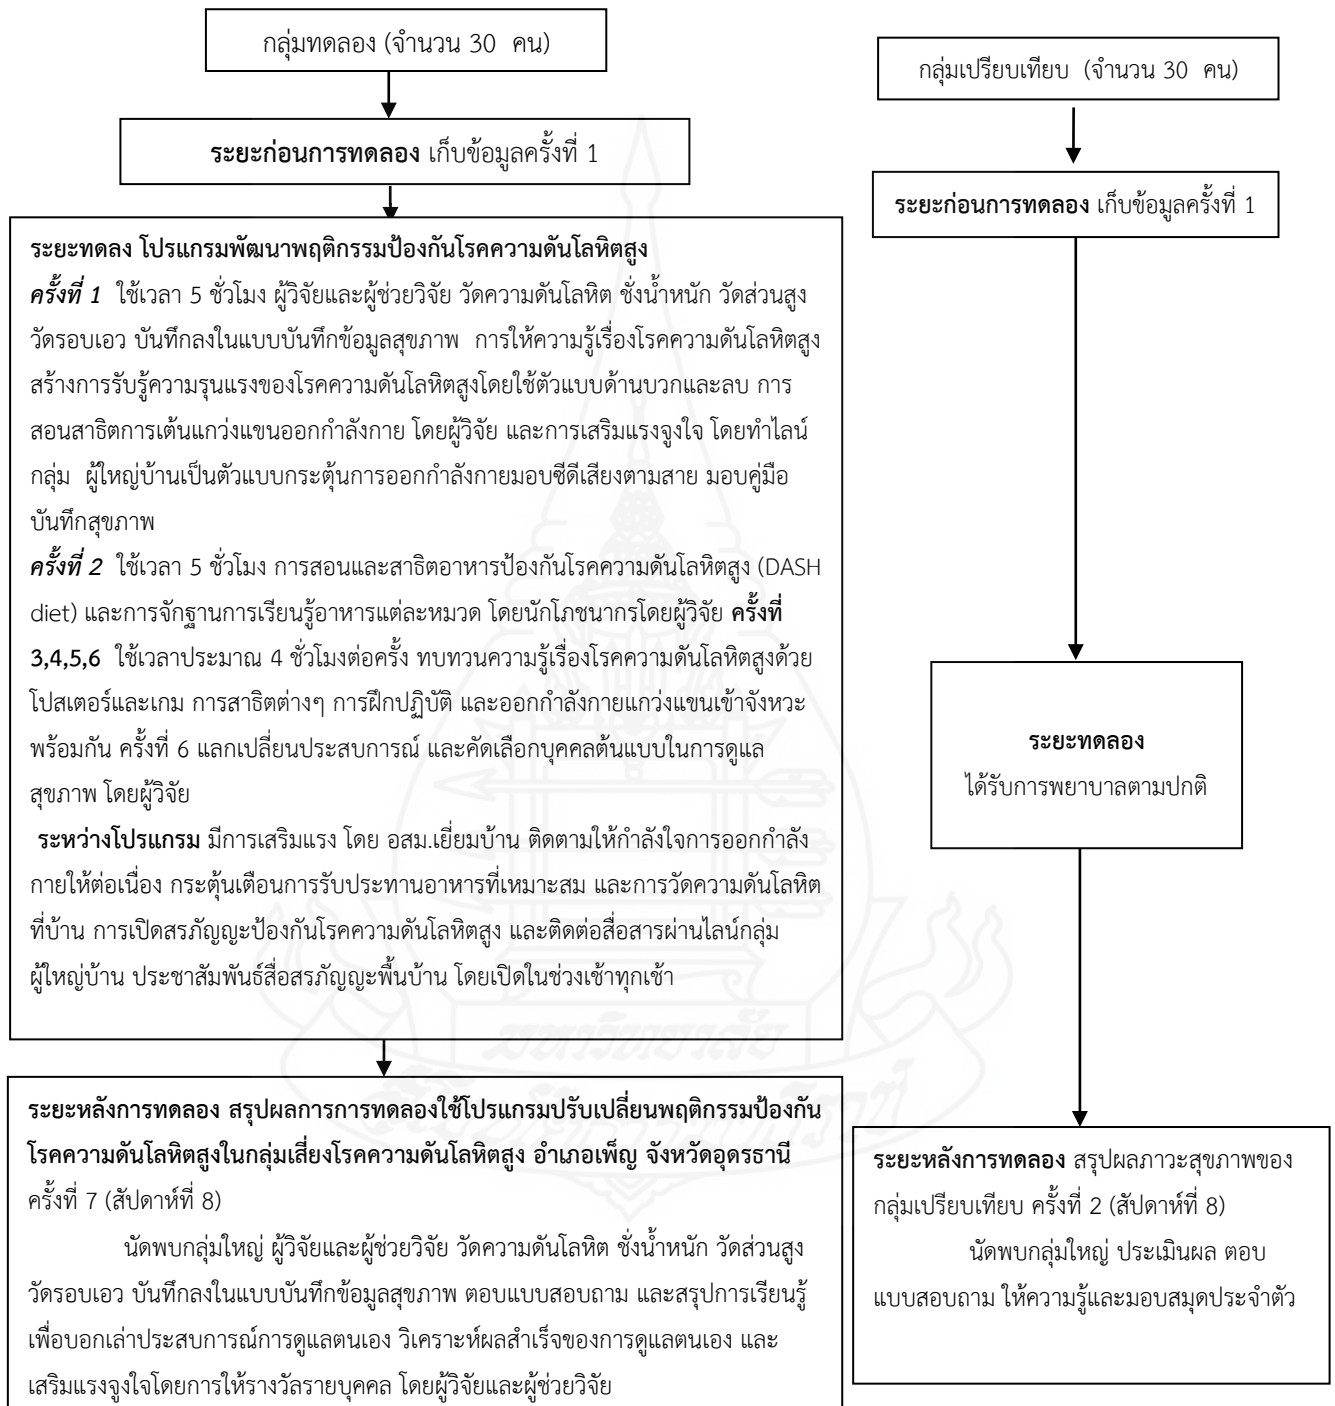 กลุ่มทดลอง (จำนวน 30 คน)
ระยะก่อนการทดลอง เก็บข้อมูลครั้งที่ 1
ระยะทดลง โปรแกรมพัฒนาพฤติกรรมป้องกันโรคความดันโลหิตสูง
ครั้งที่ 1 ใช้เวลา 5 ชั่วโมง ผู้วิจัยและผู้ช่วยวิจัย วัดความดันโลหิต ชั่งน้ำหนัก วัดส่วนสูง
วัดรอบเอว บันทึกลงในแบบบันทึกข้อมูลสุขภาพ การให้ความรู้เรื่องโรคความดันโลหิตสูง
สร้างการรับรู้ความรุนแรงของโรคความดันโลหิตสูงโดยใช้ตัวแบบด้านบวกและลบ การ
สอนสาธิตการเต้นแกว่งแขนออกกำลังกาย โดยผู้วิจัย และการเสริมแรงจูงใจ โดยทำไลน์
กลุ่ม ผู้ใหญ่บ้านเป็นตัวแบบกระตุ้นการออกกำลังกายมอบซีดีเสียงตามสาย มอบคู่มือ
บันทึกสุขภาพ
ครั้งที่ 2 ใช้เวลา 5 ชั่วโมง การสอนและสาธิตอาหารป้องกันโรคความดันโลหิตสูง (DASH
diet) และการจักฐานการเรียนรู้อาหารแต่ละหมวด โดยนักโภชนากรโดยผู้วิจัย ครั้งที่
3,4,5,6 ใช้เวลาประมาณ 4 ชั่วโมงต่อครั้ง ทบทวนความรู้เรื่องโรคความดันโลหิตสูงด้วย
โปสเตอร์และเกม การสาธิตต่างๆ การฝึกปฏิบัติ และออกกำลังกายแกว่งแขนเข้าจังหวะ
พร้อมกัน ครั้งที่ 6 แลกเปลี่ยนประสบการณ์ และคัดเลือกบุคคลต้นแบบในการดูแล
สุขภาพ โดยผู้วิจัย
ระหว่างโปรแกรม มีการเสริมแรง โดย อสม.เยี่ยมบ้าน ติดตามให้กำลังใจการออกกำลัง
กายให้ต่อเนื่อง กระตุ้นเตือนการรับประทานอาหารที่เหมาะสม และการวัดความดันโลหิต
ที่บ้าน การเปิดสรภัญญะป้องกันโรคความดันโลหิตสูง และติดต่อสื่อสารผ่านไลน์กลุ่ม
ผู้ใหญ่บ้าน ประชาสัมพันธ์สื่อสรภัญญะพื้นบ้าน โดยเปิดในช่วงเช้าทุกเช้า
ระยะหลังการทดลอง สรุปผลการการทดลองใช้โปรแกรมปรับเปลี่ยนพฤติกรรมป้องกัน
โรคความดันโลหิตสูงในกลุ่มเสี่ยงโรคความดันโลหิตสูง อำเภอเพ็ญ จังหวัดอุดรธานี
ครั้งที่ 7 (สัปดาห์ที่ 8)
นัดพบกลุ่มใหญ่ ผู้วิจัยและผู้ช่วยวิจัย วัดความดันโลหิต ชั่งน้ำหนัก วัดส่วนสูง
วัดรอบเอว บันทึกลงในแบบบันทึกข้อมูลสุขภาพ ตอบแบบสอบถาม และสรุปการเรียนรู้
เพื่อบอกเล่าประสบการณ์การดูแลตนเอง วิเคราะห์ผลสำเร็จของการดูแลตนเอง และ
เสริมแรงจูงใจโดยการให้รางวัลรายบุคคล โดยผู้วิจัยและผู้ช่วยวิจัย
กลุ่มเปรียบเทียบ (จำนวน 30 คน)
ระยะก่อนการทดลอง เก็บข้อมูลครั้งที่ 1
ระยะทดลอง
ได้รับการพยาบาลตามปกติ
ระยะหลังการทดลอง สรุปผลภาวะสุขภาพของ
กลุ่มเปรียบเทียบ ครั้งที่ 2 (สัปดาห์ที่ 8)
นัดพบกลุ่มใหญ่ ประเมินผล ตอบ
แบบสอบถาม ให้ความรู้และมอบสมุดประจำตัว
มหาวิทยาลัย